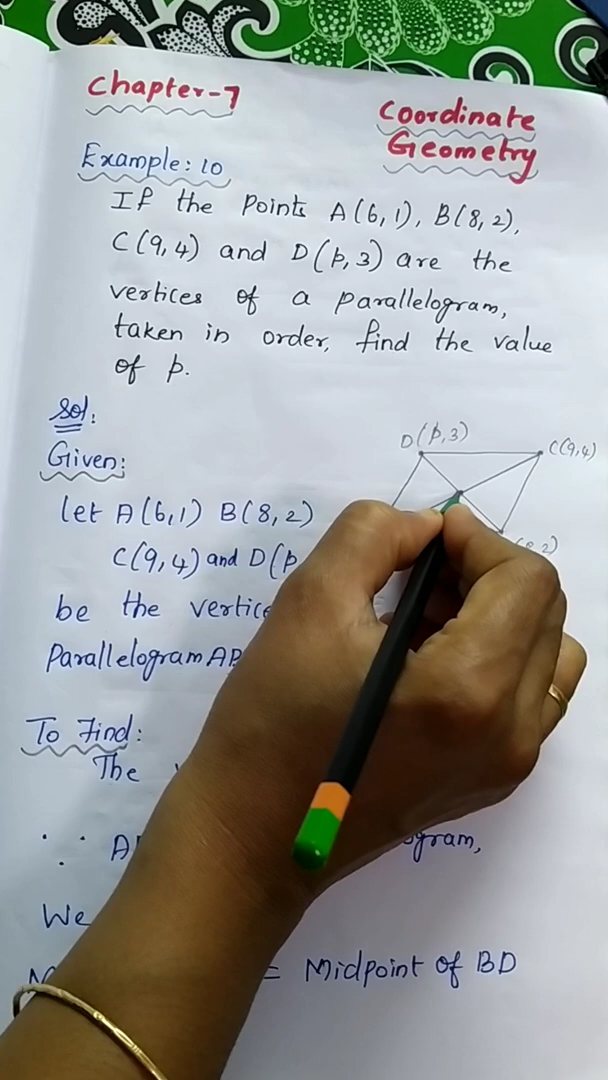 Chapter-7
Coordinate
Geometry
Example: 10
If the points A(6,1), B(8,2),
C(9,4) and D(p,3) are the
vertices of a parallelogram,
taken in order, find the value
of p.
Sol:
D(p,3)
C(9,4)
Given:
let A(6,1) B(8,2)
C(9,4) and D(p
be the
Parallelogram
To Find:
The
∵
We
= Midpoint of BD